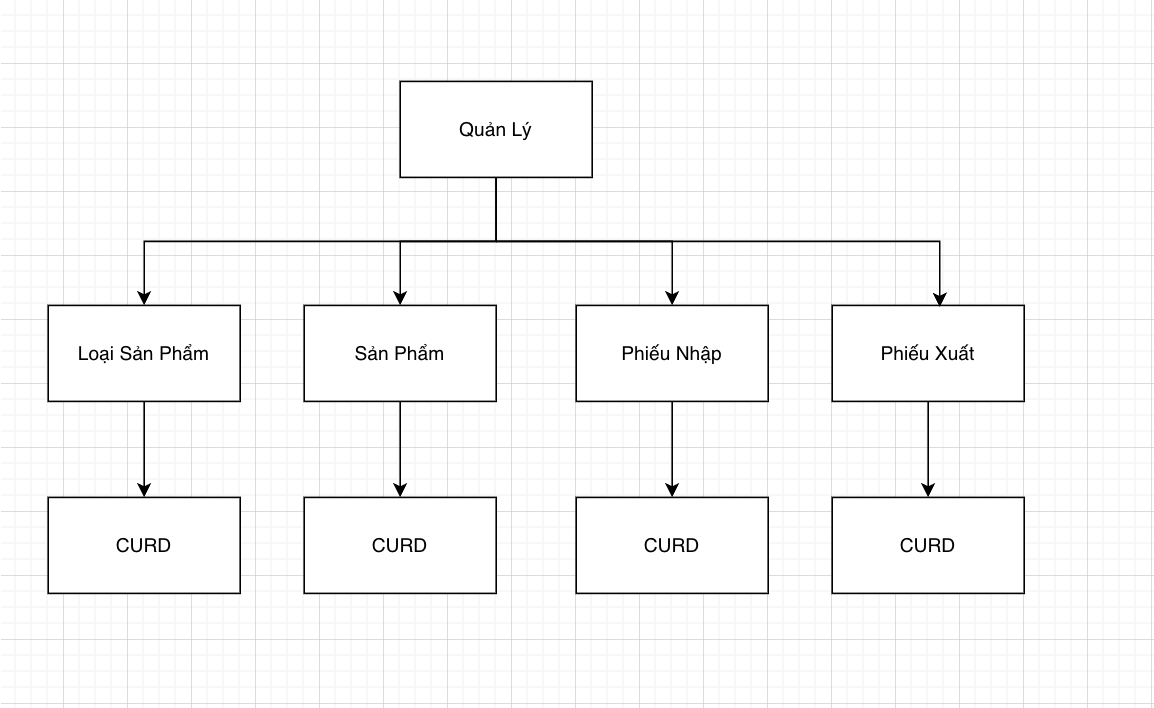 Quản Lý
Loại Sản Phẩm
Sản Phẩm
Phiếu Nhập
Phiếu Xuất
CURD
CURD
CURD
CURD